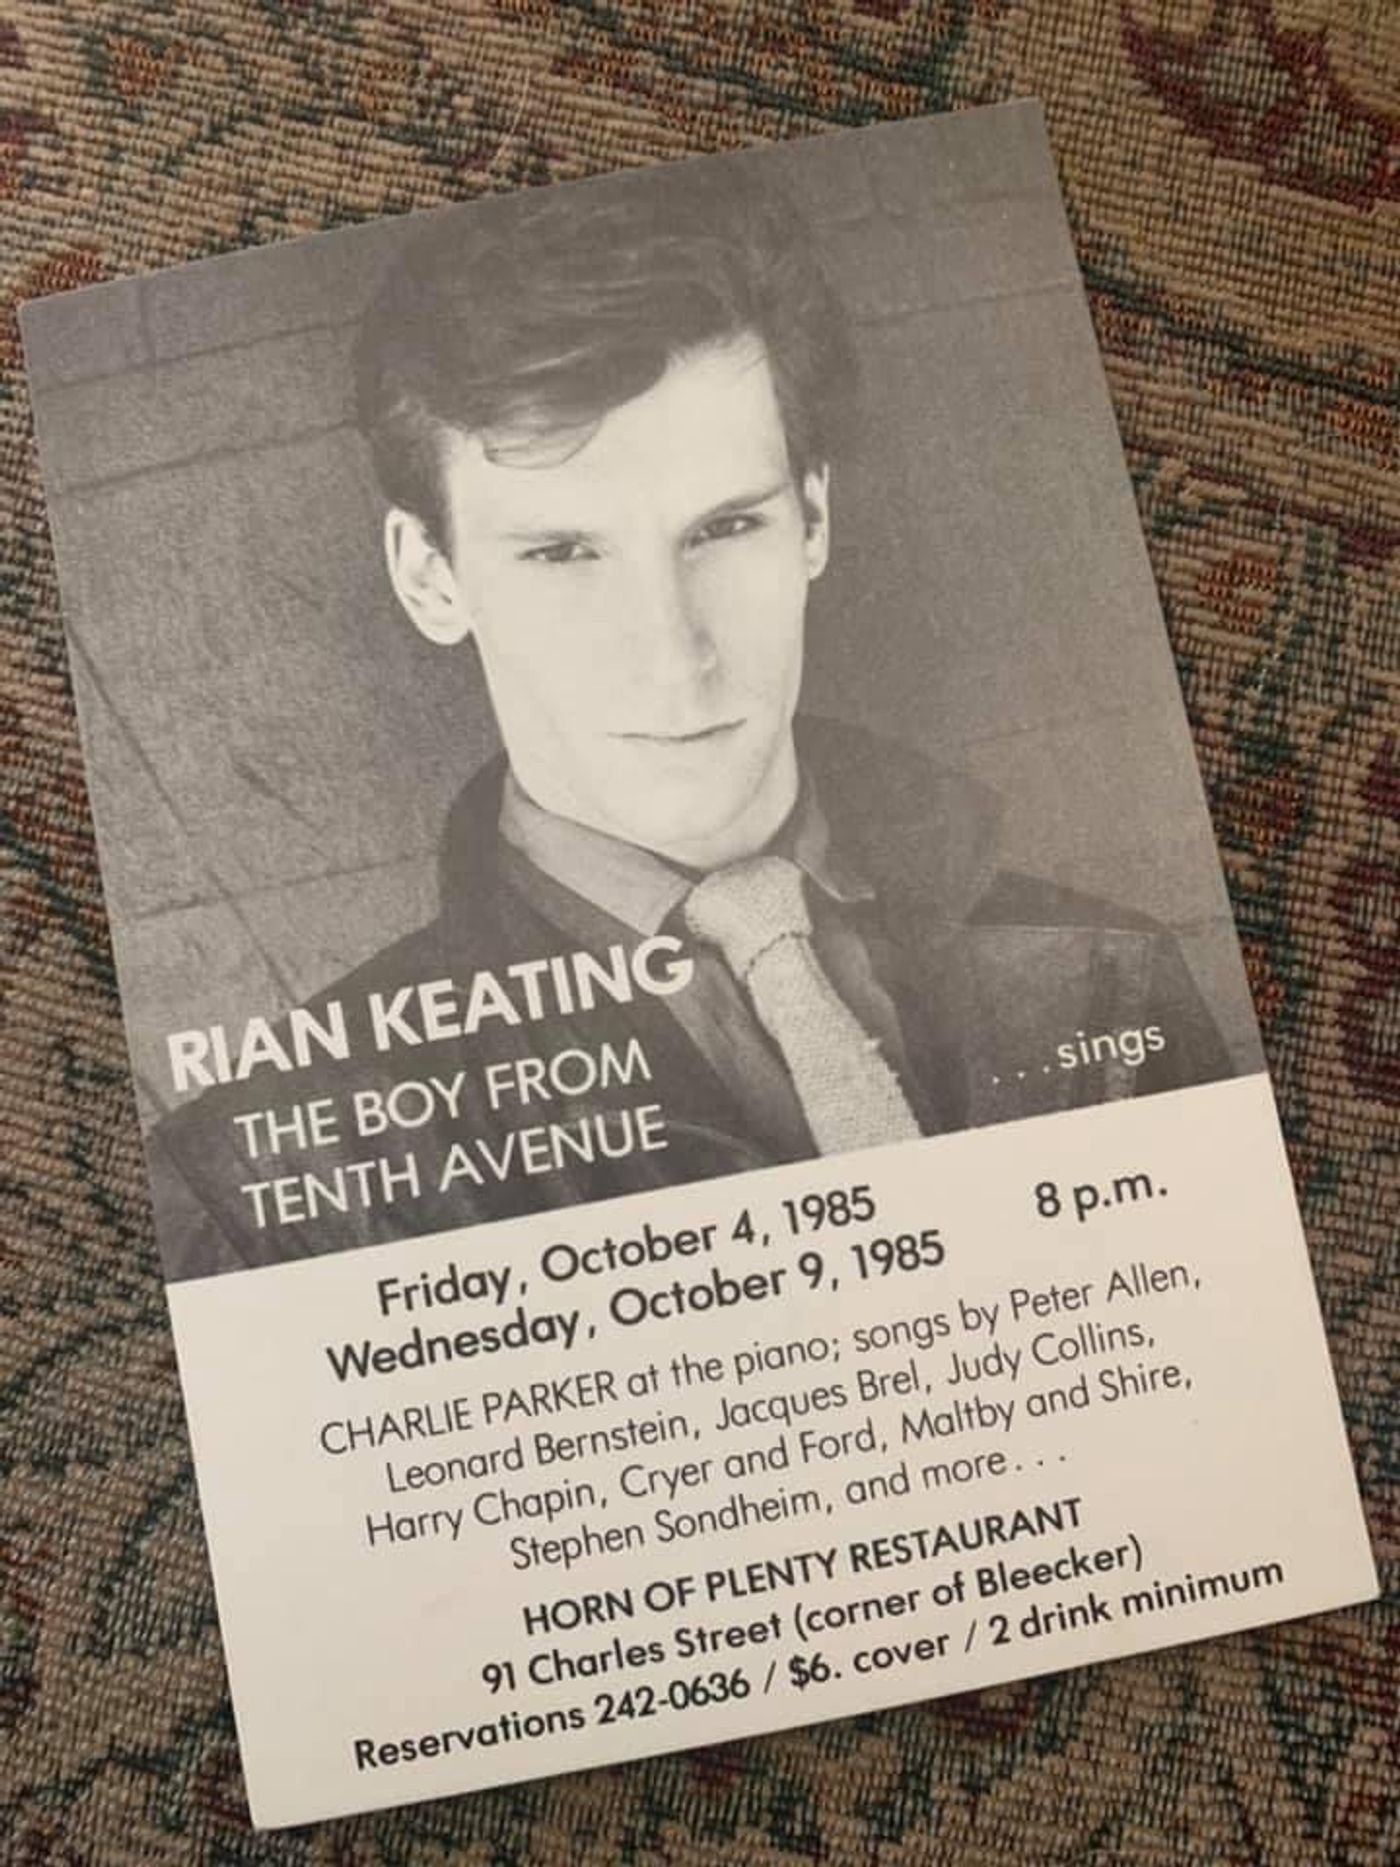 RIAN KEATING
THE BOY FROM
TENTH AVENUE
...sings
Friday, October 4, 1985 8 p.m.
Wednesday, October 9, 1985
CHARLIE PARKER at the piano; songs by Peter Allen,
Leonard Bernstein, Jacques Brel, Judy Collins,
Harry Chapin, Cryer and Ford, Maltby and Shire,
Stephen Sondheim, and more...
HORN OF PLENTY RESTAURANT
91 Charles Street (corner of Bleecker)
Reservations 242-0636 / $6. cover / 2 drink minimum